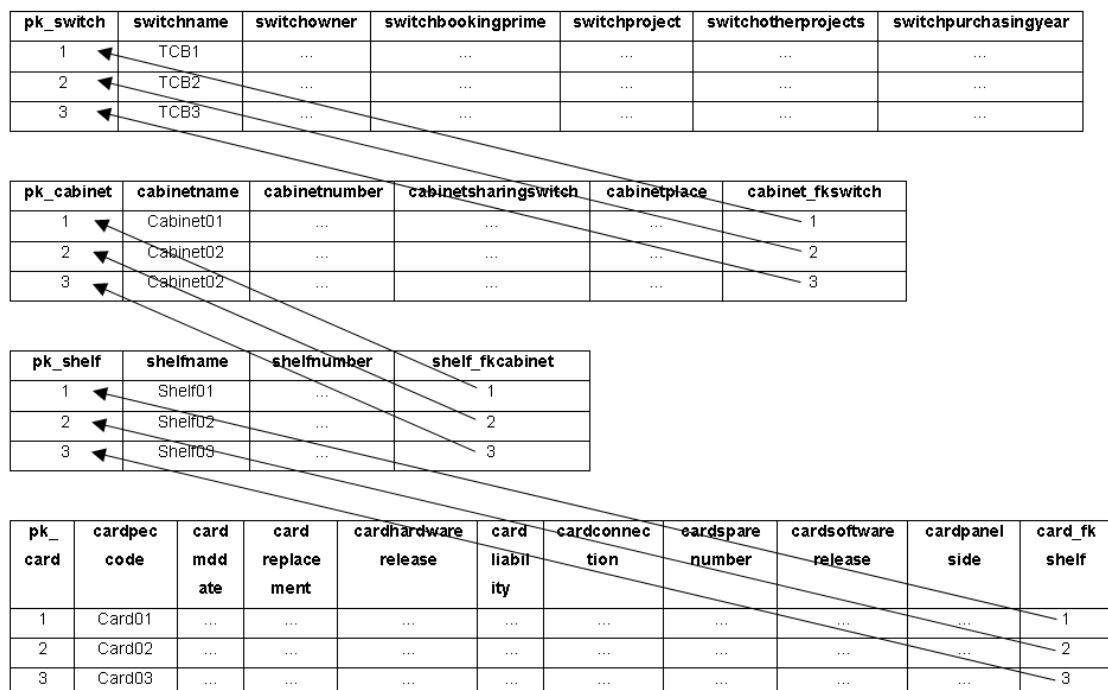 pk_switch switchname switchowner switchbookingprime switchproject switchotherprojects switchpurchasingyear
1 TCB1 ... ... ... ... ...
2 TCB2 ... ... ... ... ...
3 TCB3 ... ... ... ... ...
pk_cabinet cabinetname cabinetnumber cabinetsharingswitch cabinetplace cabinet_fkswitch
1 Cabinet01 ... ... ... 1
2 Cabinet02 ... ... ... 2
3 Cabinet02 ... ... ... 3
pk_shelf shelfname shelfnumber shelf_fkcabinet
1 Shelf01 ... 1
2 Shelf02 ... 2
3 Shelf03 ... 3
pk_ cardpec card card cardhardware card cardconnec cardspare cardsoftware cardpanel card_fk
card code mdd replace release liabil tion number release side shelf
ate ment ity
1 Card01 ... ... ... ... ... ... ... ... 1
2 Card02 ... ... ... ... ... ... ... ... 2
3 Card03 ... ... ... ... ... ... ... ... 3